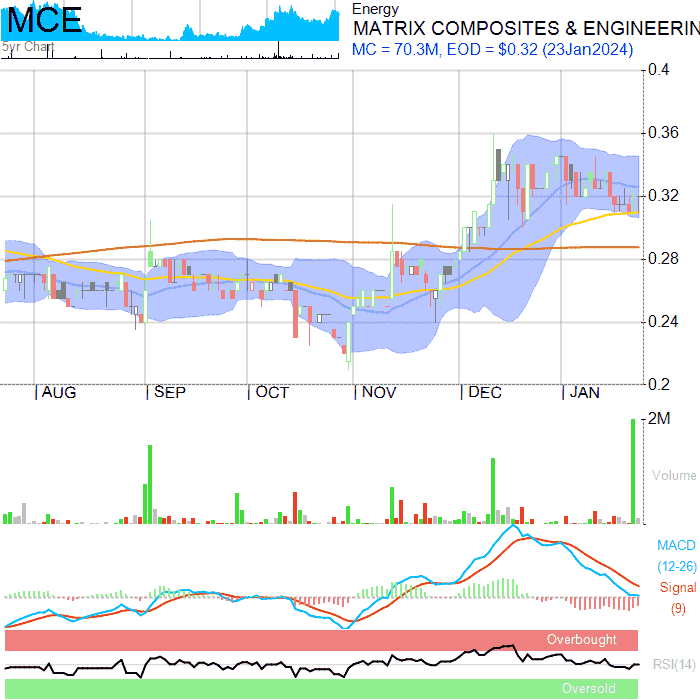 MCE
5yr Chart
Energy
MATRIX COMPOSITES & ENGINEERIN
MC = 70.3M, EOD = $0.32 (23Jan2024)
0.4
0.36
0.32
0.28
0.24
0.2
AUG SEP OCT NOV DEC JAN
2M
Volume
MACD
(12-26)
Signal
(9)
Overbought
RSI(14)
Oversold